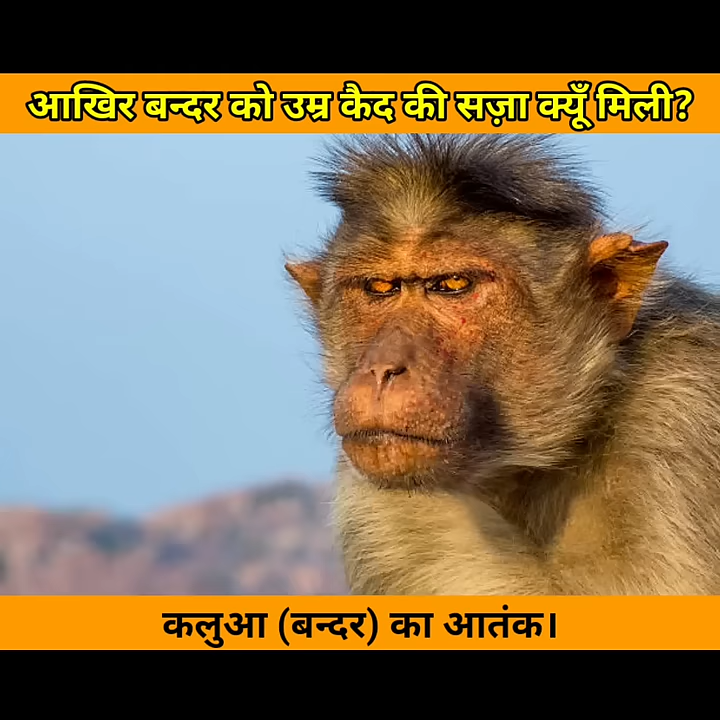 आखिर बन्दर को उम्र कैद की सज़ा क्यूँ मिली?
कलुआ (बन्दर) का आतंक।